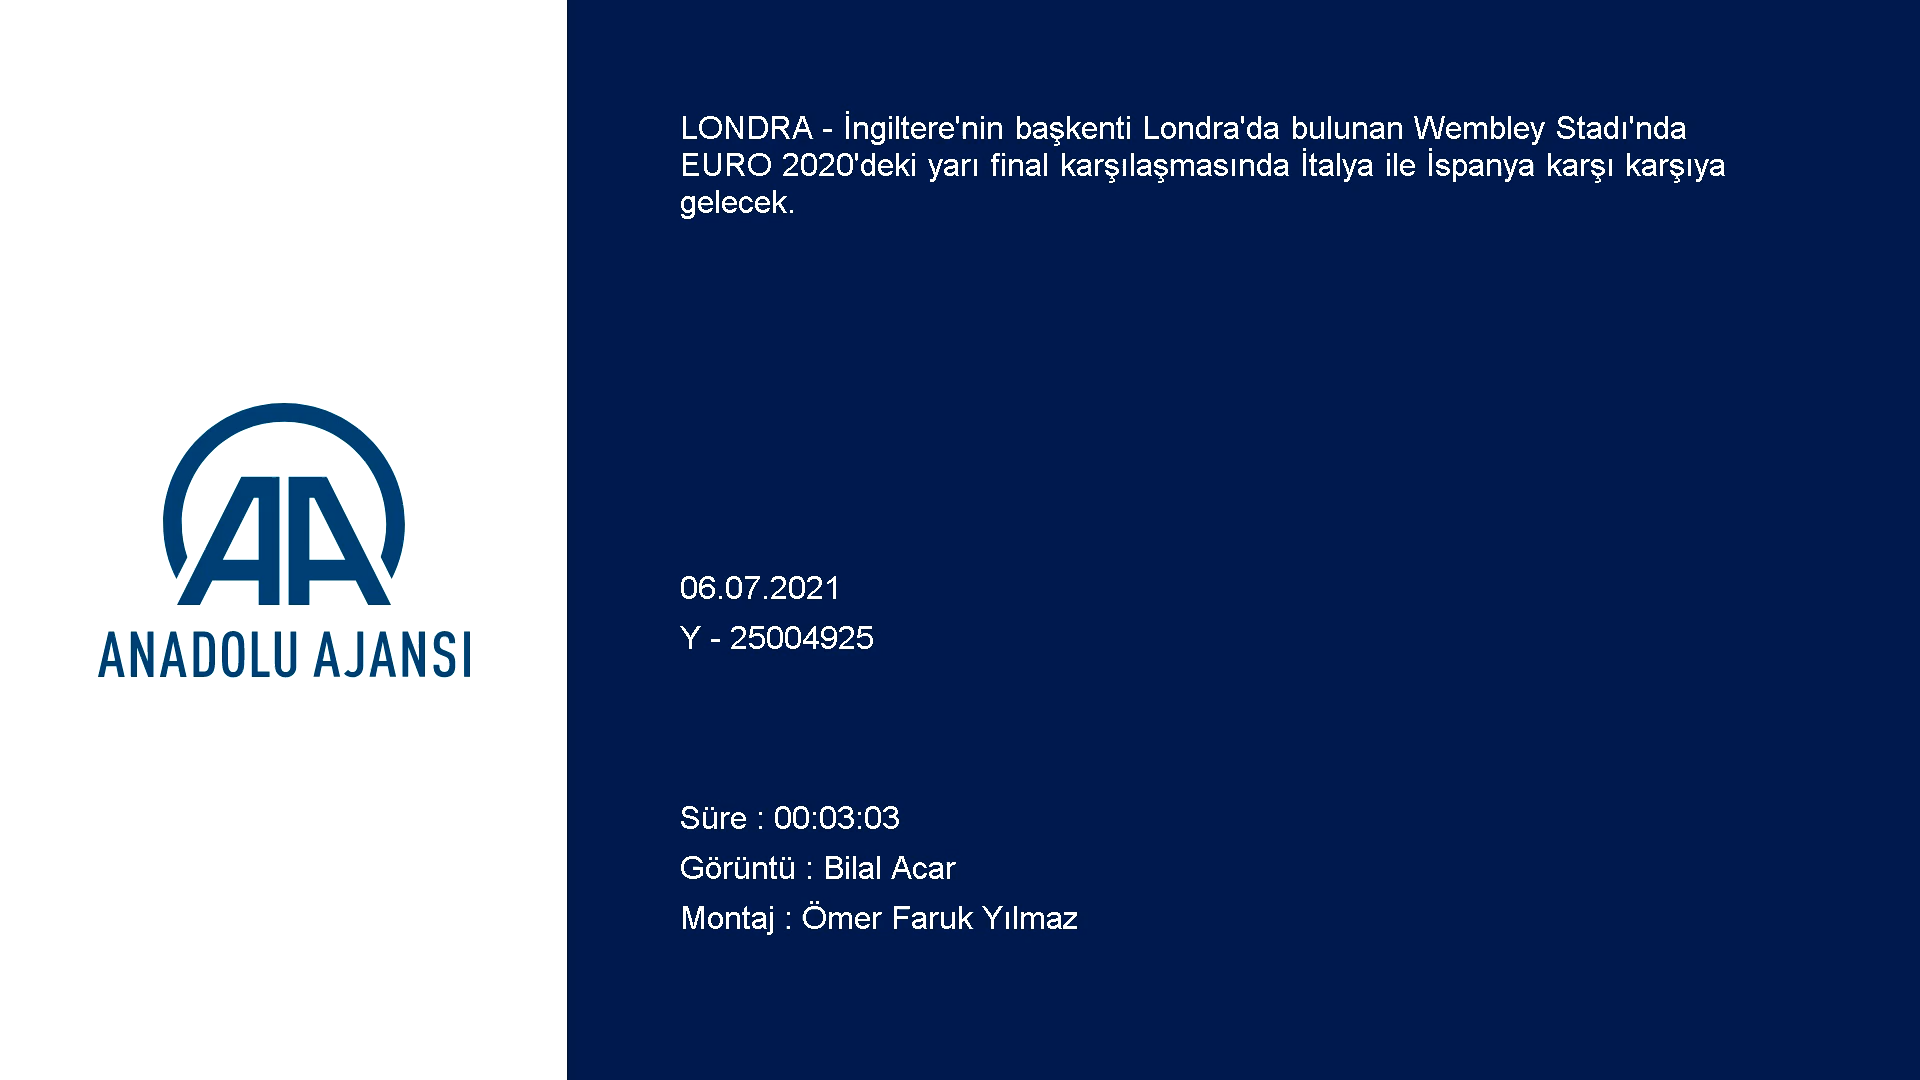 LONDRA - İngiltere'nin başkenti Londra'da bulunan Wembley Stadı'nda
EURO 2020'deki yarı final karşılaşmasında İtalya ile İspanya karşı karşıya
gelecek.
AA
ANADOLU AJANSI
06.07.2021
Y - 25004925
Süre : 00:03:03
Görüntü : Bilal Acar
Montaj : Ömer Faruk Yılmaz